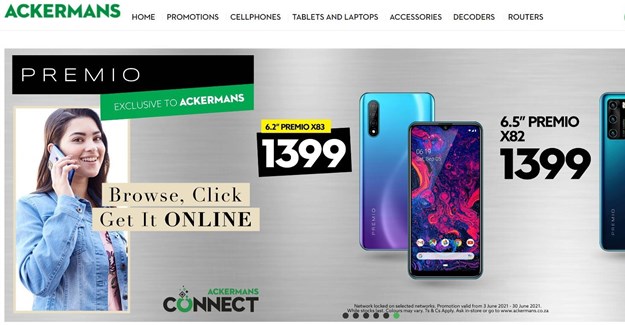 ACKERMANS
HOME PROMOTIONS CELLPHONES TABLETS AND LAPTOPS ACCESSORIES DECODERS ROUTERS
PREMIO
EXCLUSIVE TO ACKERMANS
6.2" PREMIO X83
1399
6.5" PREMIO
X82
1399
Browse, Click
Get It ONLINE
PREMIO
PREMIO
ACKERMANS
CONNECT
Network locked on selected networks. Promotion valid from 3 June 2021 - 30 June 2021.
While stocks last. Colours may vary. Ts & Cs Apply. Ask in-store or go to www.ackermans.co.za